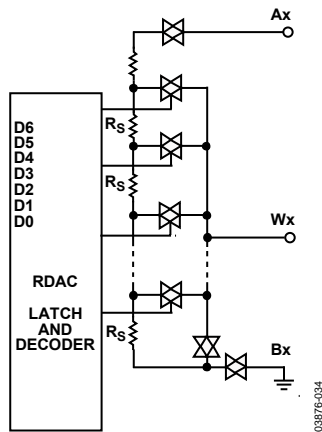 Ax
D6
D5
D4
D3
D2
D1
D0
RS
RS
Wx
RDAC
LATCH
AND
DECODER
RS
Bx
03876-034